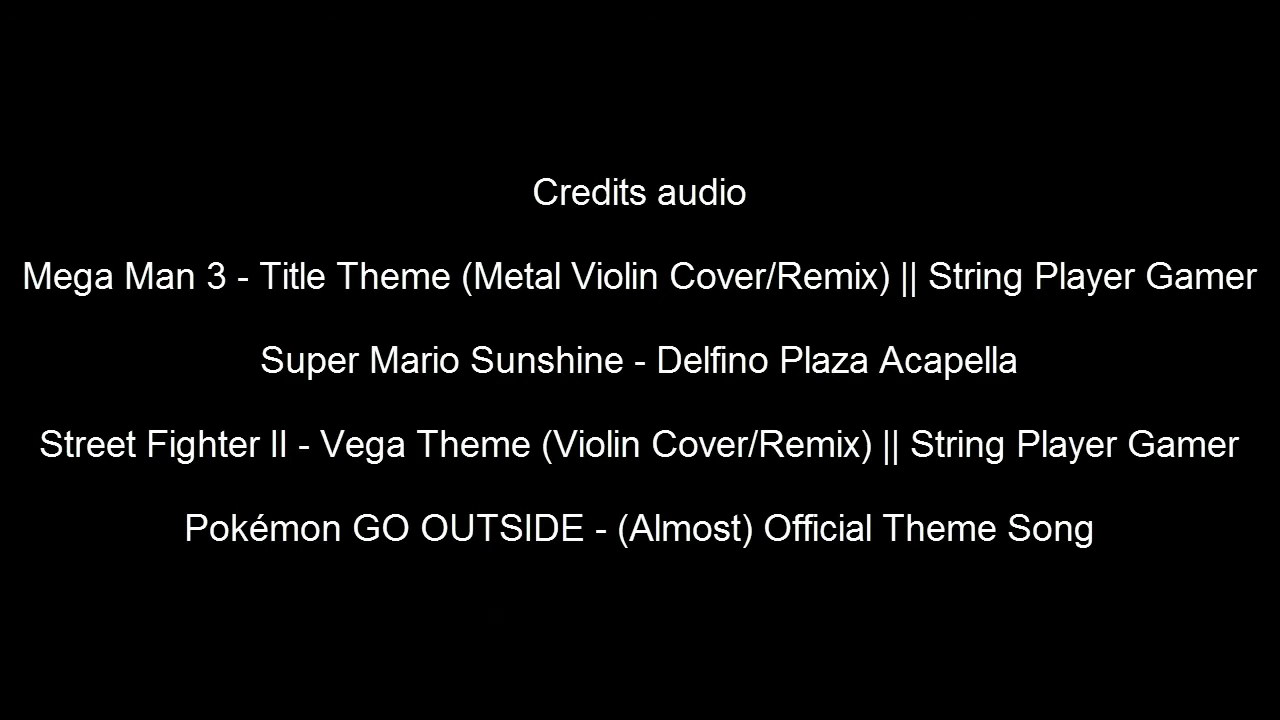 Credits audio
Mega Man 3 - Title Theme (Metal Violin Cover/Remix) || String Player Gamer
Super Mario Sunshine - Delfino Plaza Acapella
Street Fighter II - Vega Theme (Violin Cover/Remix) || String Player Gamer
Pokémon GO OUTSIDE - (Almost) Official Theme Song